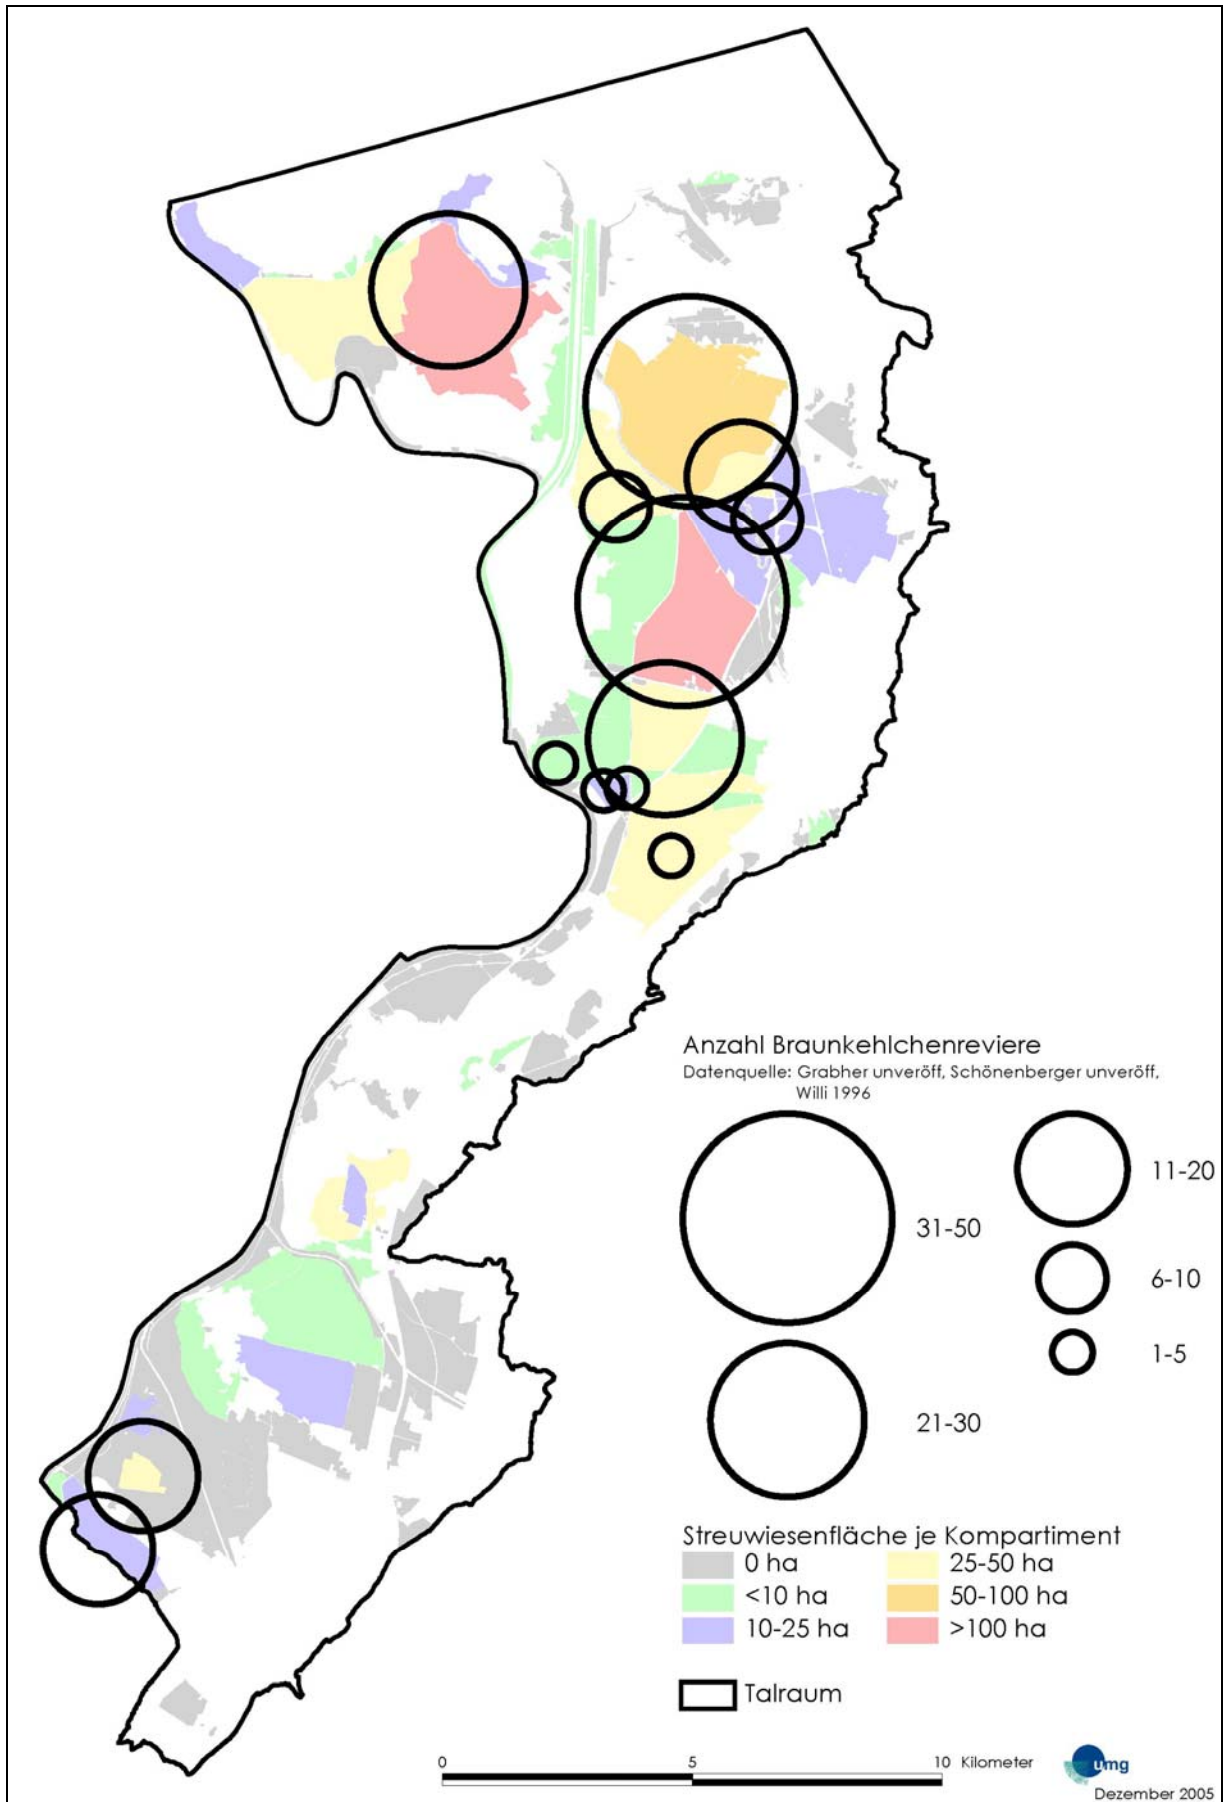 Anzahl Braunkehlchenreviere
Datenquelle: Grabher unveröff, Schönenberger unveröff,
Willi 1996
31-50
11-20
6-10
1-5
21-30
Streuwiesenfläche je Kompartiment
0 ha
25-50 ha
<10 ha
50-100 ha
10-25 ha
>100 ha
Talraum
0 5 10 Kilometer
umg
Dezember 2005